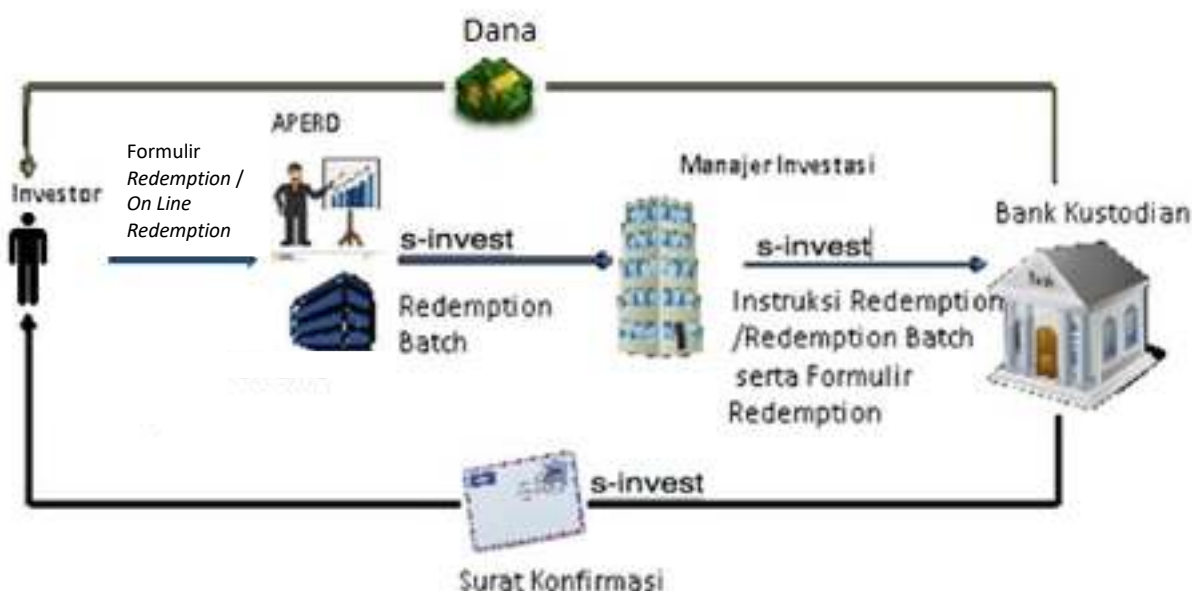 Dana
APERD
Formulir
Redemption /
On Line
Redemption
Investor
Manajer Investasi
Bank Kustodian
s-invest
Redemption
Batch
s-invest
Instruksi Redemption
/Redemption Batch
serta Formulir
Redemption
s-invest
Surat Konfirmasi